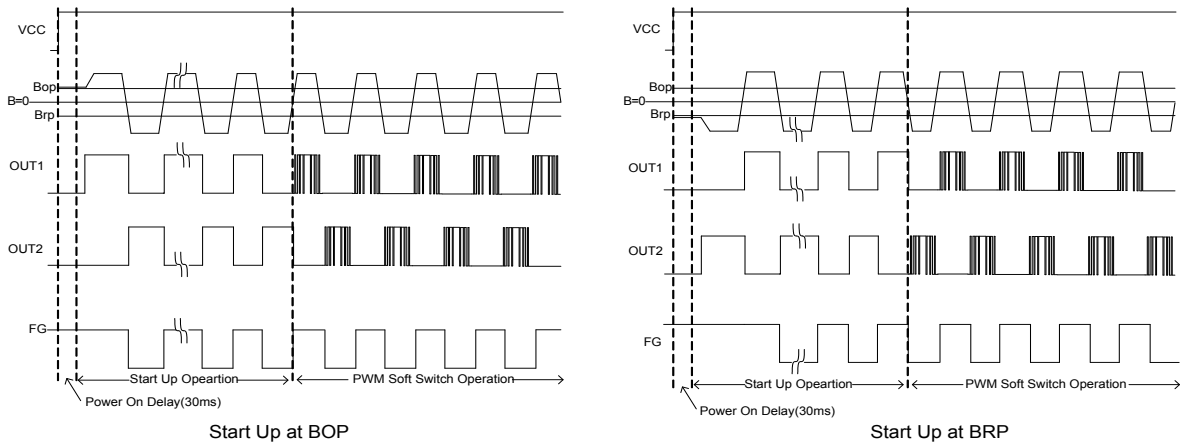 VCC
Bop
B=0
Brp
OUT1
OUT2
FG
Start Up Opeartion
PWM Soft Switch Operation
Power On Delay(30ms)
Start Up at BOP
VCC
Bop
B=0
Brp
OUT1
OUT2
FG
Start Up Opeartion
PWM Soft Switch Operation
Power On Delay(30ms)
Start Up at BRP